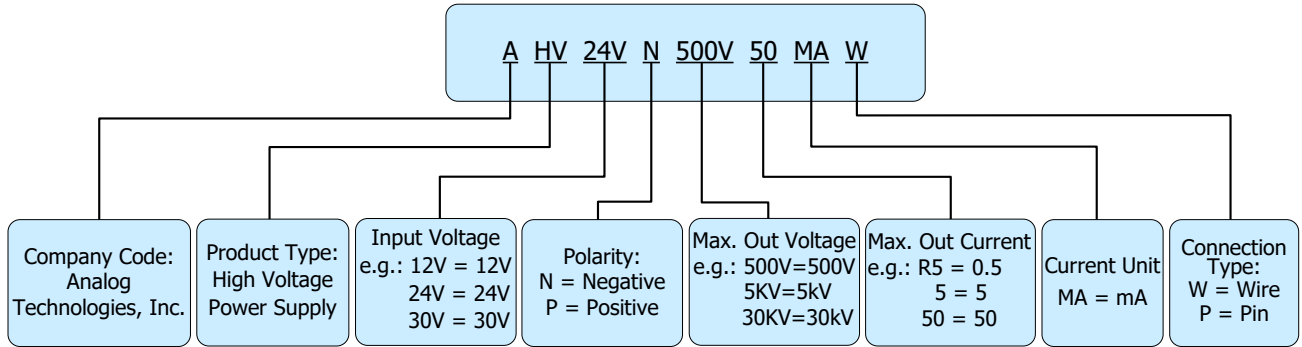 A HV 24V N 500V 50 MA W
Company Code:
Analog
Technologies, Inc.
Product Type:
High Voltage
Power Supply
Input Voltage
e.g.: 12V = 12V
24V = 24V
30V = 30V
Polarity:
N = Negative
P = Positive
Max. Out Voltage
e.g.: 500V=500V
5KV=5kV
30KV=30kV
Max. Out Current
e.g.: R5 = 0.5
5 = 5
50 = 50
Current Unit
MA = mA
Connection
Type:
W = Wire
P = Pin